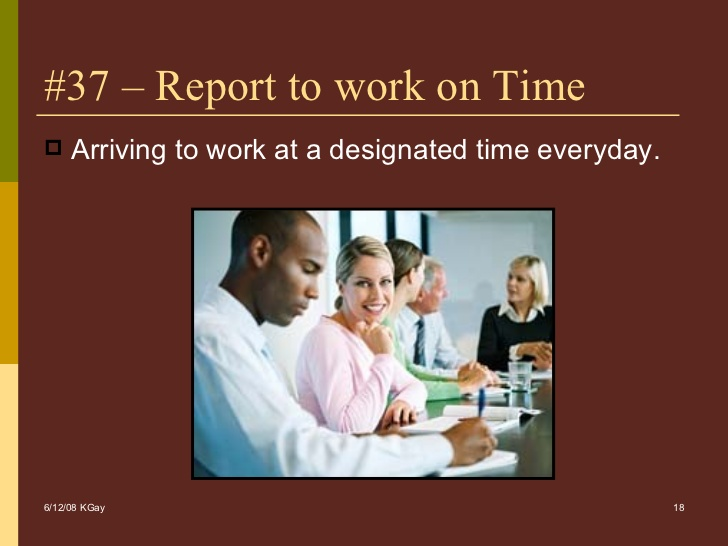 #37 – Report to work on Time
Arriving to work at a designated time everyday.
6/12/08 KGay
18